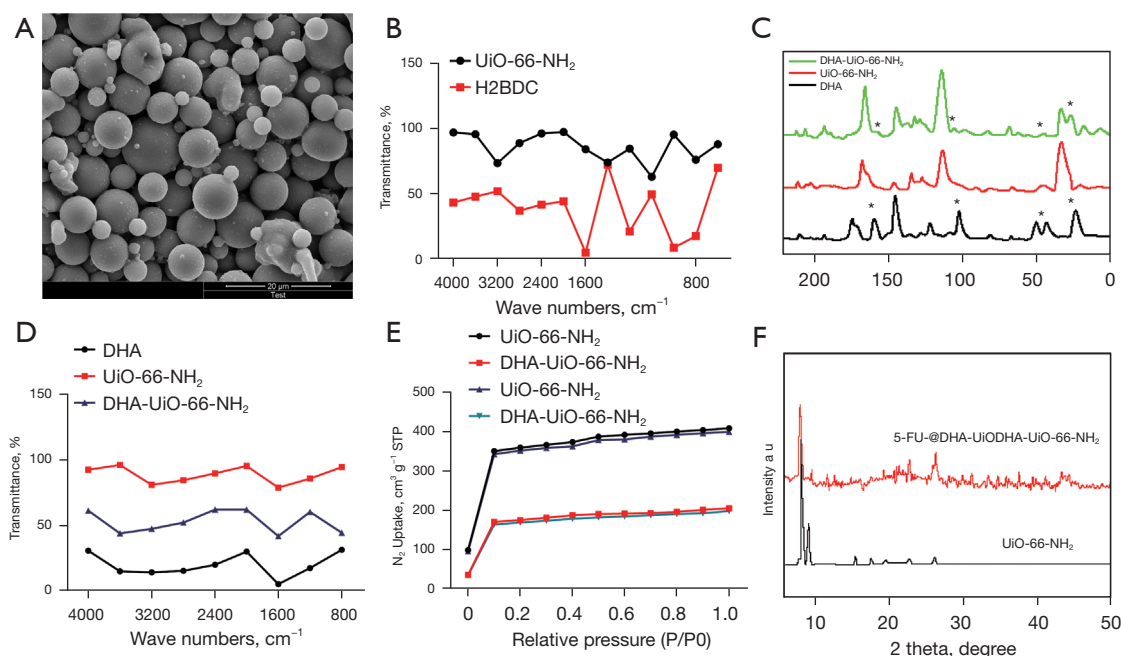 A
20 µm
Test
B
UiO-66-NH₂
H2BDC
Transmittance, %
150
100
50
0
4000 3200 2400 1600 800
Wave numbers, cm⁻¹
C
DHA-UiO-66-NH₂
UiO-66-NH₂
DHA
* * * *
* * * *
200 150 100 50 0
D
DHA
UiO-66-NH₂
DHA-UiO-66-NH₂
Transmittance, %
150
100
50
0
4000 3200 2400 1600 800
Wave numbers, cm⁻¹
E
UiO-66-NH₂
DHA-UiO-66-NH₂
UiO-66-NH₂
DHA-UiO-66-NH₂
N₂ Uptake, cm³ g⁻¹ STP
500
400
300
200
100
0
0 0.2 0.4 0.6 0.8 1.0
Relative pressure (P/P0)
F
5-FU-@DHA-UiODHA-UiO-66-NH₂
UiO-66-NH₂
Intensity a u
10 20 30 40 50
2 theta, degree